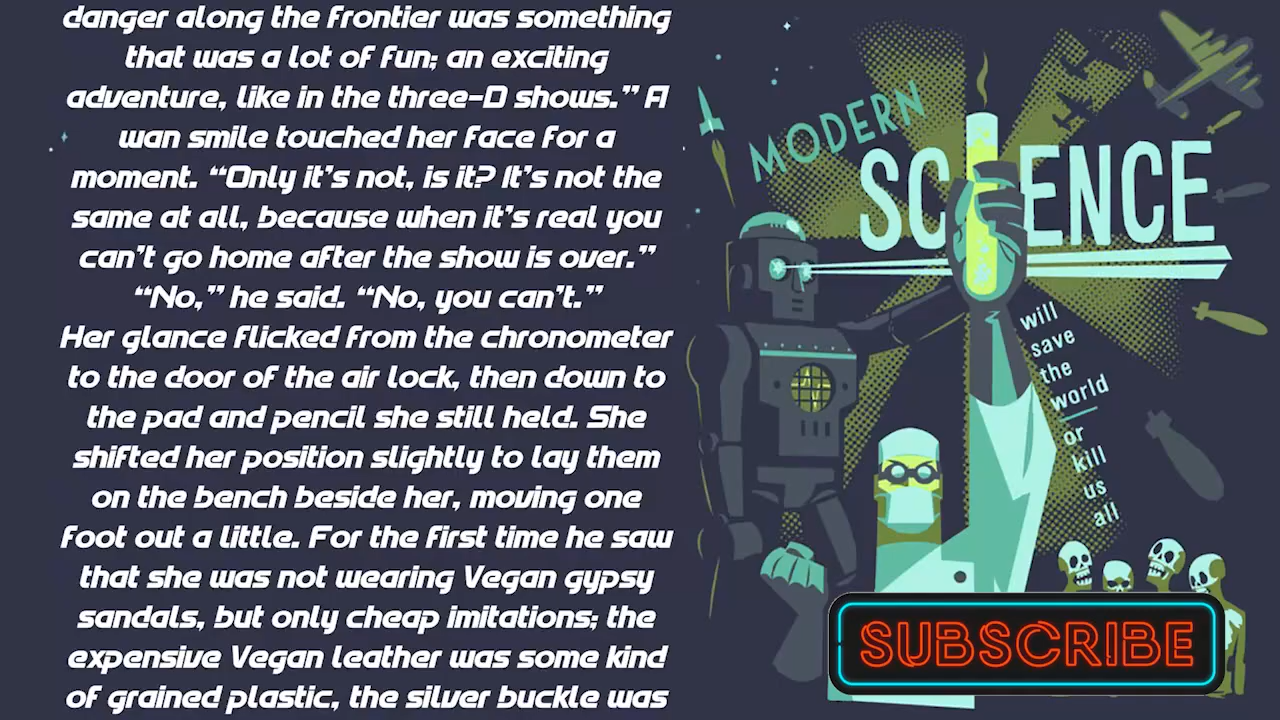 danger along the frontier was something
that was a lot of fun; an exciting
adventure, like in the three-D shows.” A
wan smile touched her face for a
moment. “Only it’s not, is it? It’s not the
same at all, because when it’s real you
can’t go home after the show is over.”
“No,” he said. “No, you can’t.”
Her glance flicked from the chronometer
to the door of the air lock, then down to
the pad and pencil she still held. She
shifted her position slightly to lay them
on the bench beside her, moving one
foot out a little. For the first time he saw
that she was not wearing Vegan gypsy
sandals, but only cheap imitations; the
expensive Vegan leather was some kind
of grained plastic, the silver buckle was
MODERN
SCIENCE
will
save
the
world
or
kill
us
all
SUBSCRIBE